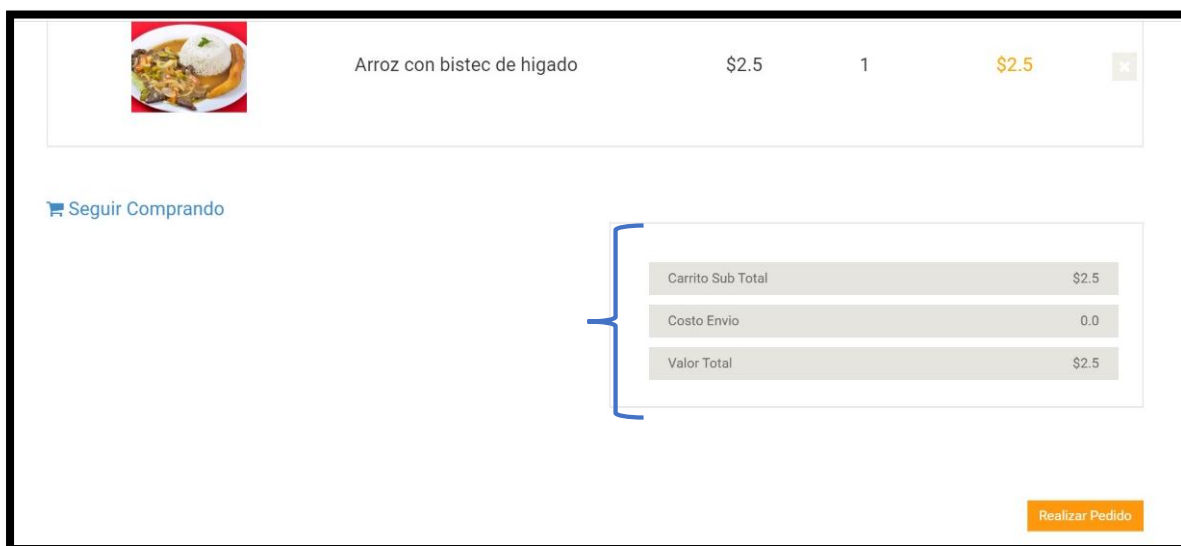 Arroz con bistec de higado $2.5 1 $2.5
Seguir Comprando
Carrito Sub Total $2.5
Costo Envio 0.0
Valor Total $2.5
Realizar Pedido